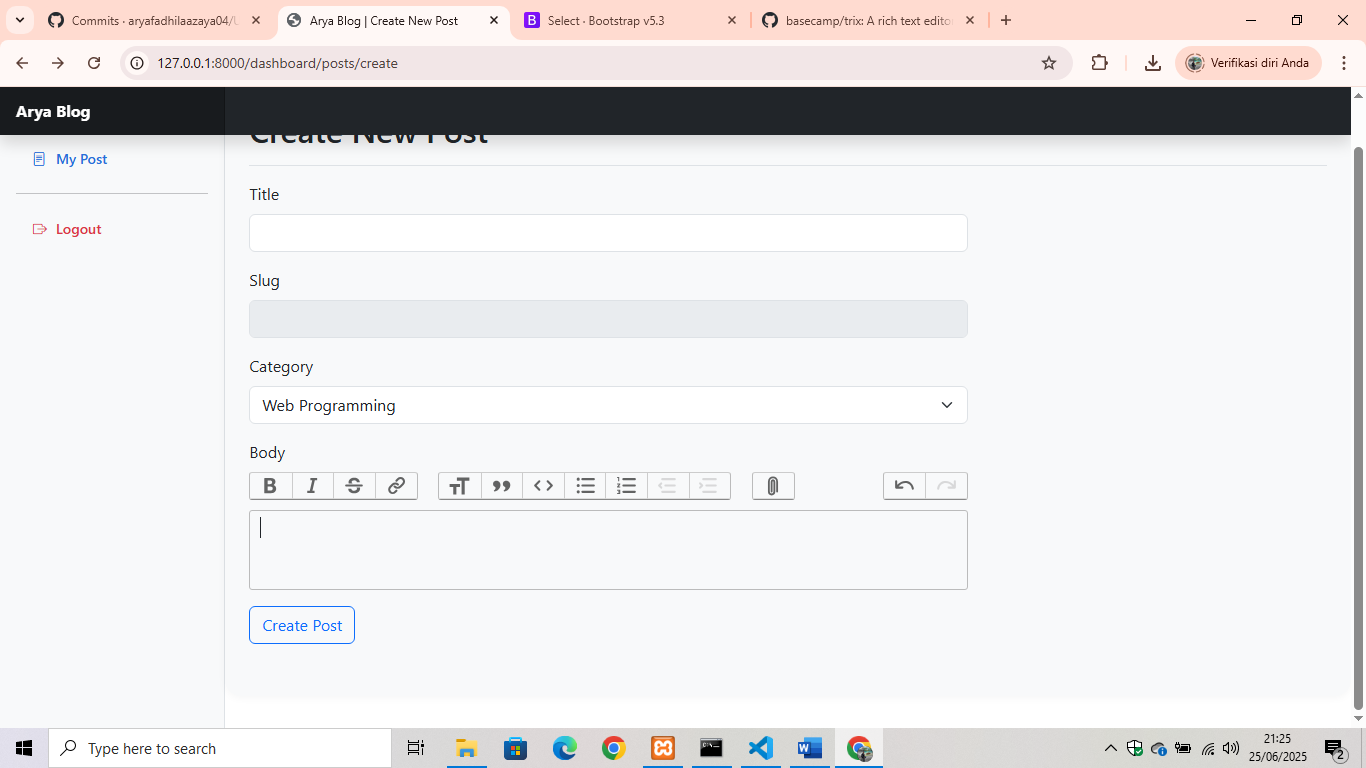 Commits · aryafadhilaazaya04/U
Arya Blog | Create New Post
Select · Bootstrap v5.3
basecamp/trix: A rich text edito
127.0.0.1:8000/dashboard/posts/create
Verifikasi diri Anda
Arya Blog
Create New Post
My Post
Logout
Title
Slug
Category
Web Programming
Body
Create Post
Type here to search
21:25
25/06/2025
2